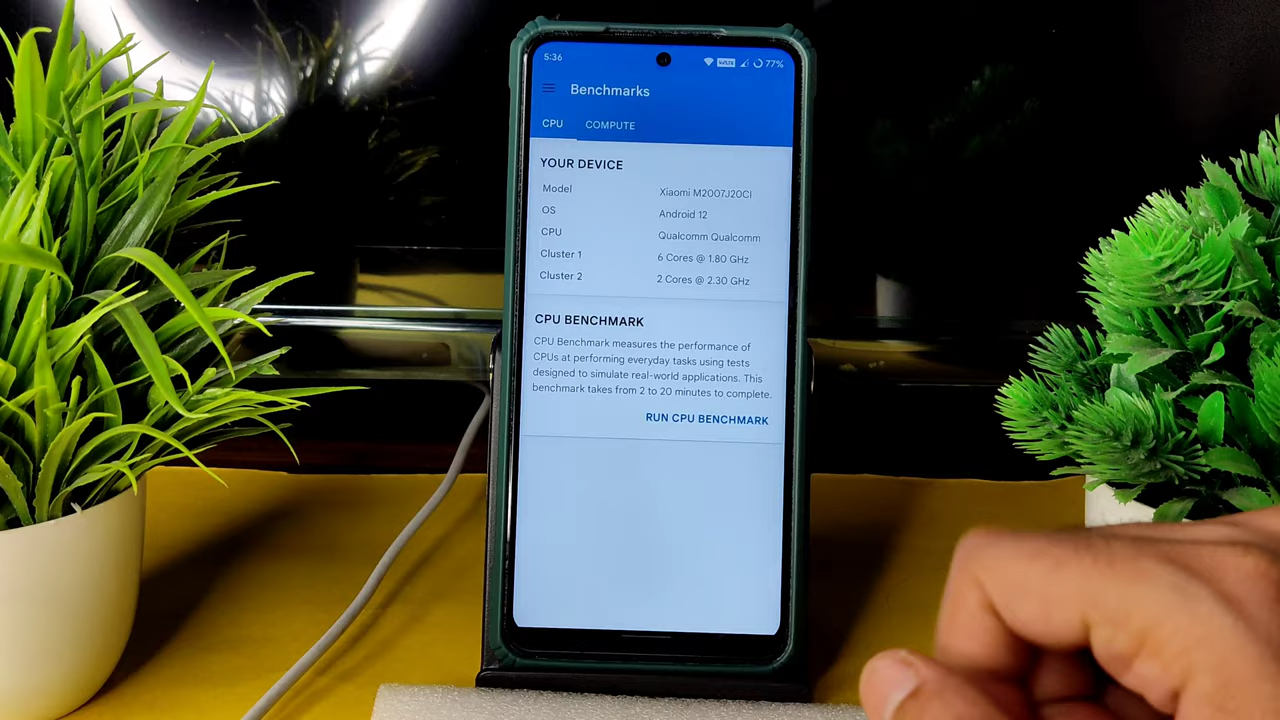 5:36
VoLTE
77%
Benchmarks
CPU COMPUTE
YOUR DEVICE
Model Xiaomi M2007J20CI
OS Android 12
CPU Qualcomm Qualcomm
Cluster 1 6 Cores @ 1.80 GHz
Cluster 2 2 Cores @ 2.30 GHz
CPU BENCHMARK
CPU Benchmark measures the performance of
CPUs at performing everyday tasks using tests
designed to simulate real-world applications. This
benchmark takes from 2 to 20 minutes to complete.
RUN CPU BENCHMARK